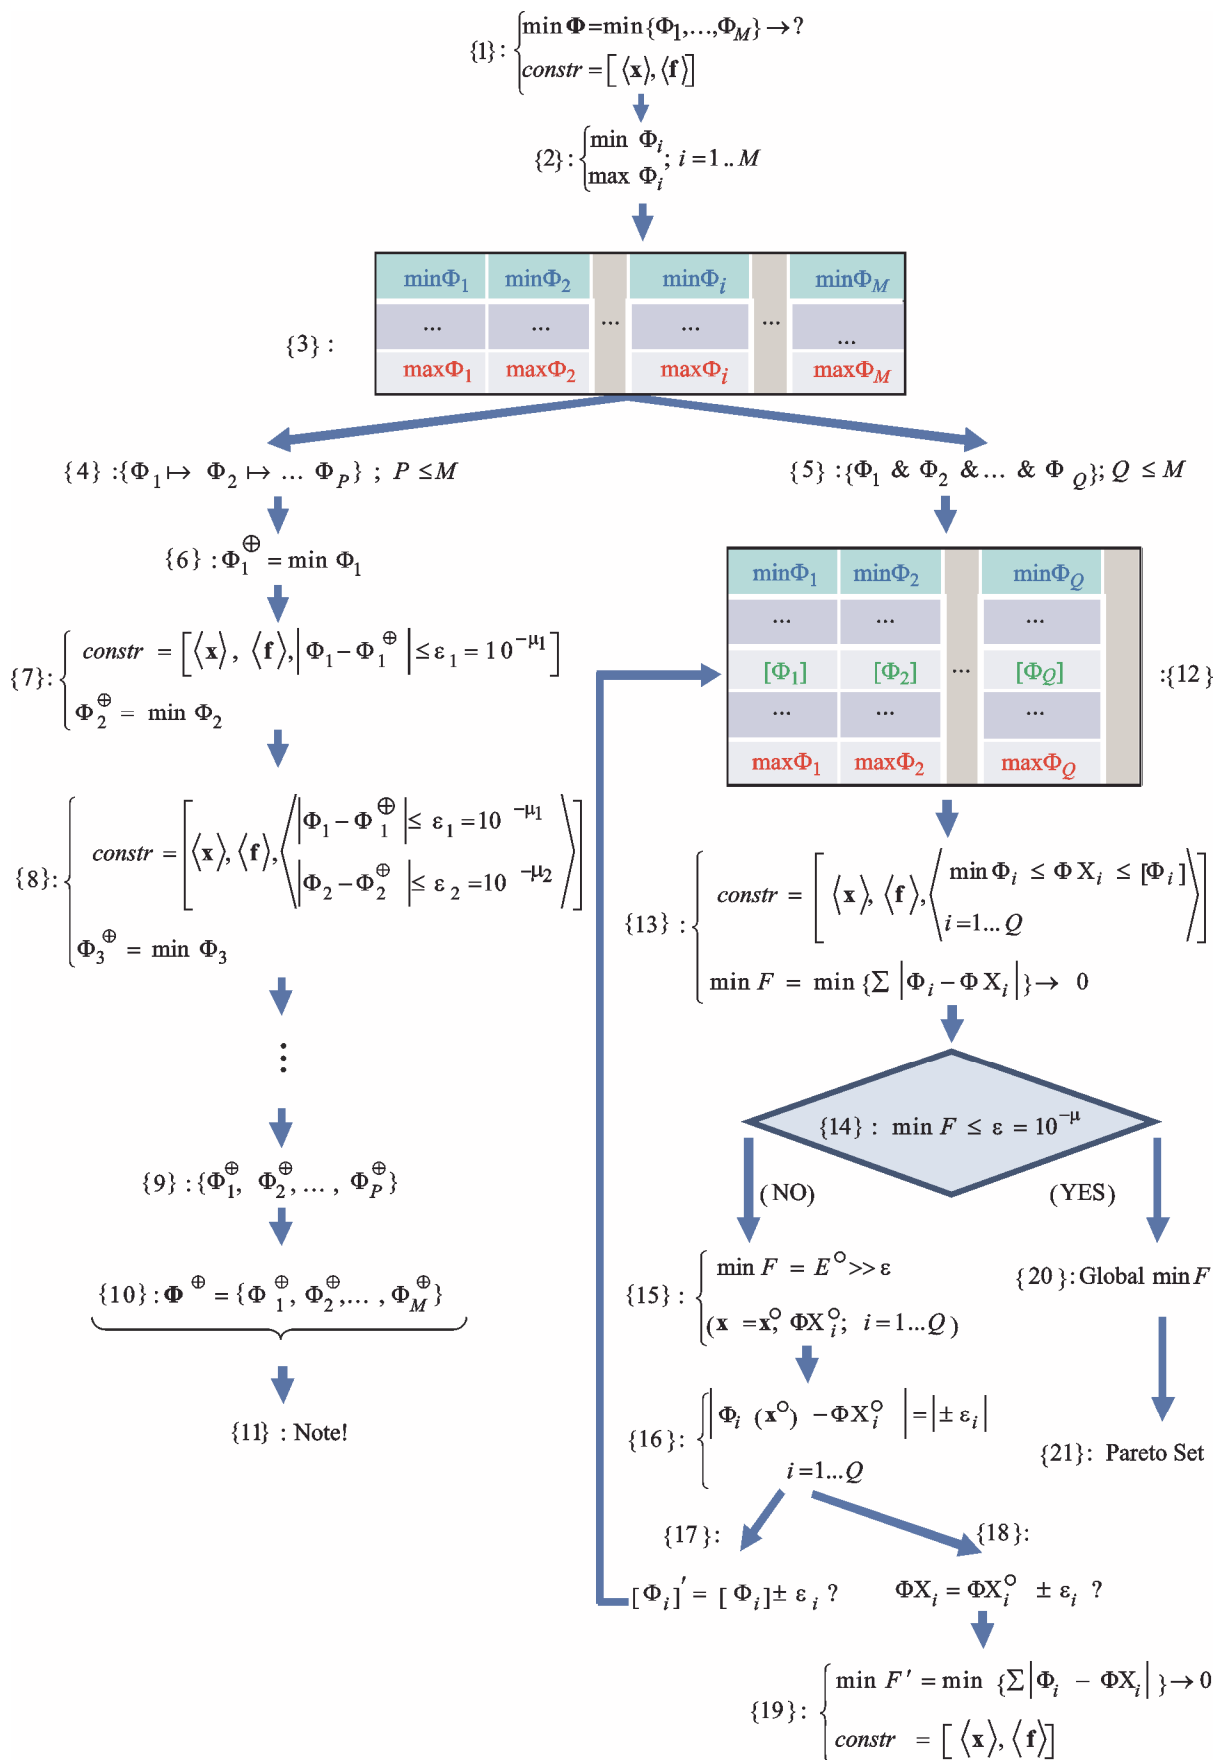 {1}: min Φ = min{Φ1,…,ΦM} → ?
constr = [ ⟨x⟩, ⟨f⟩ ]
{2}: min Φi
max Φi ; i = 1 .. M
minΦ1 minΦ2 minΦi minΦM
... ... ... ... ... ...
{3} :
maxΦ1 maxΦ2 maxΦi maxΦM
{4} :{Φ1 ↦ Φ2 ↦ ... ΦP} ; P ≤ M
{6} : Φ1⊕ = min Φ1
{7}: constr = [⟨x⟩, ⟨f⟩, |Φ1 − Φ1⊕| ≤ ε1 = 10^−μ1]
Φ2⊕ = min Φ2
{8}: constr = [⟨x⟩, ⟨f⟩, ⟨|Φ1 − Φ1⊕| ≤ ε1 = 10^−μ1
|Φ2 − Φ2⊕| ≤ ε2 = 10^−μ2⟩]
Φ3⊕ = min Φ3
⋮
{9} : {Φ1⊕, Φ2⊕, ... , ΦP⊕}
{10} : Φ⊕ = {Φ1⊕, Φ2⊕,... , ΦM⊕}
{11} : Note!
{5} :{Φ1 & Φ2 &... & ΦQ}; Q ≤ M
minΦ1 minΦ2 minΦQ
... ... ...
[Φ1] [Φ2] ... [ΦQ]
:{12}
... ... ...
maxΦ1 maxΦ2 maxΦQ
{13} : constr = [ ⟨x⟩, ⟨f⟩, ⟨min Φi ≤ ΦXi ≤ [Φi]
i=1... Q⟩]
min F = min {Σ |Φi − ΦXi|} → 0
{14} : min F ≤ ε = 10^−μ
(NO)
(YES)
{15} : min F = E° >> ε
(x = x°, ΦXi°; i = 1... Q)
{16}: |Φi (x°) − ΦXi°| = |± εi|
i=1... Q
{17}:
[Φi]′ = [Φi] ± εi ?
{18}:
ΦXi = ΦXi° ± εi ?
{19}: min F′ = min {Σ|Φi − ΦXi|} → 0
constr = [ ⟨x⟩, ⟨f⟩ ]
{20}: Global min F
{21}: Pareto Set